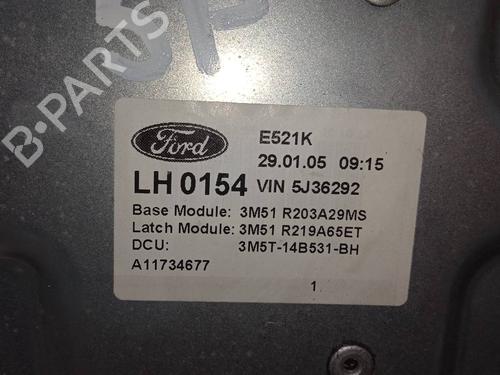 5P
B-PARTS
Ford
E521K
29.01.05 09:15
LH 0154 VIN 5J36292
Base Module: 3M51 R203A29MS
Latch Module: 3M51 R219A65ET
DCU: 3M5T-14B531-BH
A11734677
1